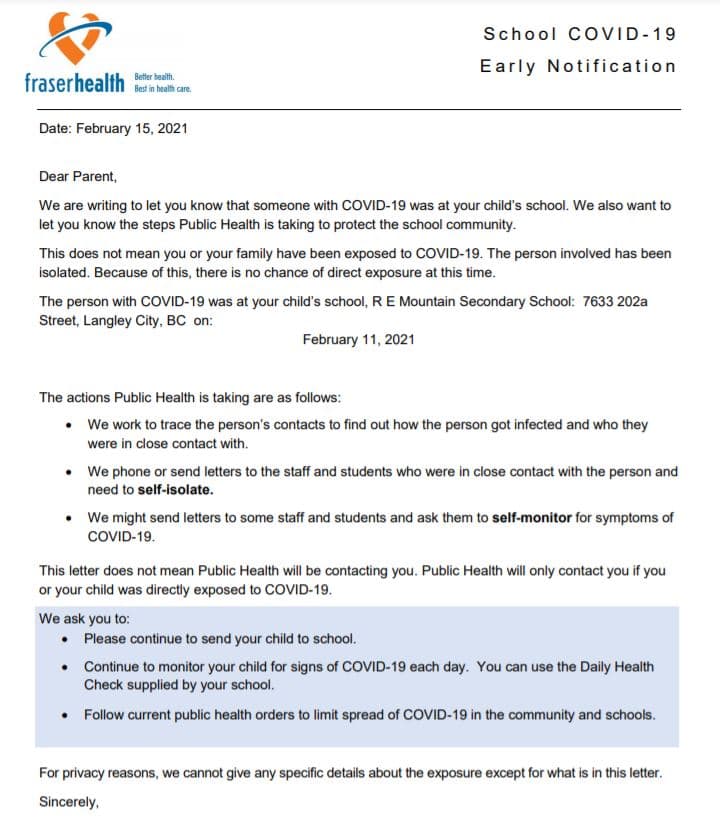 School COVID-19
Early Notification
fraserhealth
Better health.
Best in health care.
Date: February 15, 2021
Dear Parent,
We are writing to let you know that someone with COVID-19 was at your child's school. We also want to
let you know the steps Public Health is taking to protect the school community.
This does not mean you or your family have been exposed to COVID-19. The person involved has been
isolated. Because of this, there is no chance of direct exposure at this time.
The person with COVID-19 was at your child's school, R E Mountain Secondary School: 7633 202a
Street, Langley City, BC on:
February 11, 2021
The actions Public Health is taking are as follows:
• We work to trace the person's contacts to find out how the person got infected and who they
were in close contact with.
• We phone or send letters to the staff and students who were in close contact with the person and
need to self-isolate.
• We might send letters to some staff and students and ask them to self-monitor for symptoms of
COVID-19.
This letter does not mean Public Health will be contacting you. Public Health will only contact you if you
or your child was directly exposed to COVID-19.
We ask you to:
• Please continue to send your child to school.
• Continue to monitor your child for signs of COVID-19 each day. You can use the Daily Health
Check supplied by your school.
• Follow current public health orders to limit spread of COVID-19 in the community and schools.
For privacy reasons, we cannot give any specific details about the exposure except for what is in this letter.
Sincerely,